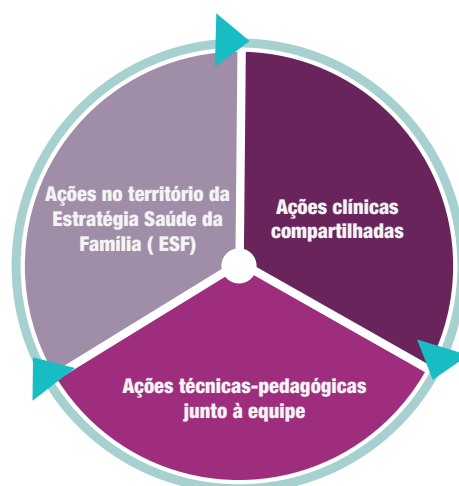 Ações no território da
Estratégia Saúde da
Família ( ESF)
Ações clínicas
compartilhadas
Ações técnicas-pedagógicas
junto à equipe